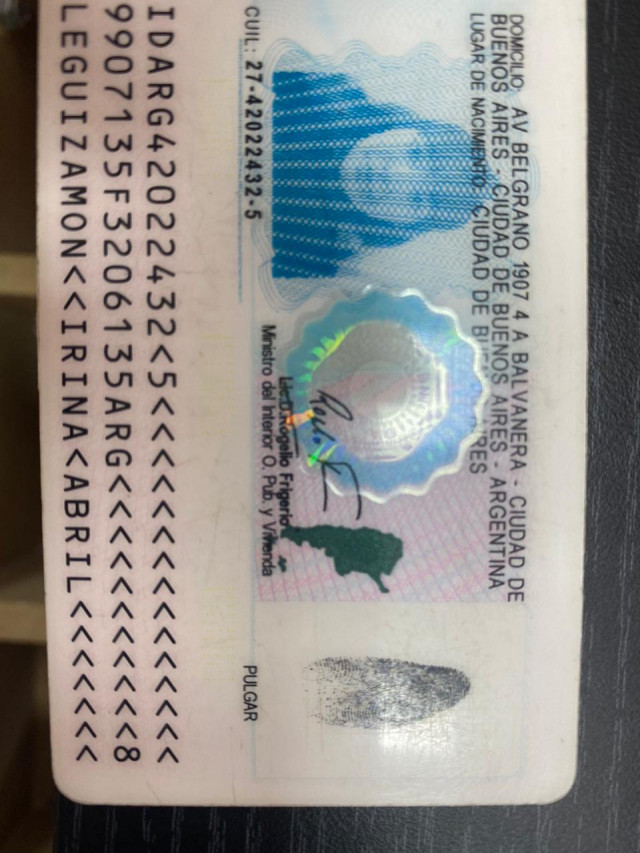 DOMICILIO: AV BELGRANO 1907 4 A BALVANERA - CIUDAD DE
BUENOS AIRES - CIUDAD DE BUENOS AIRES - ARGENTINA
LUGAR DE NACIMIENTO: CIUDAD DE BUENOS AIRES
Lic. Rogelio Frigerio
Ministro del Interior O. Pub. y Vivienda
CUIL: 27-42022432-5
PULGAR
IDARG42022432<5<<<<<<<<<<<<<<<
9907135F3206135ARG<<<<<<<<<<<8
LEGUIZAMON<<IRINA<ABRIL<<<<<<<